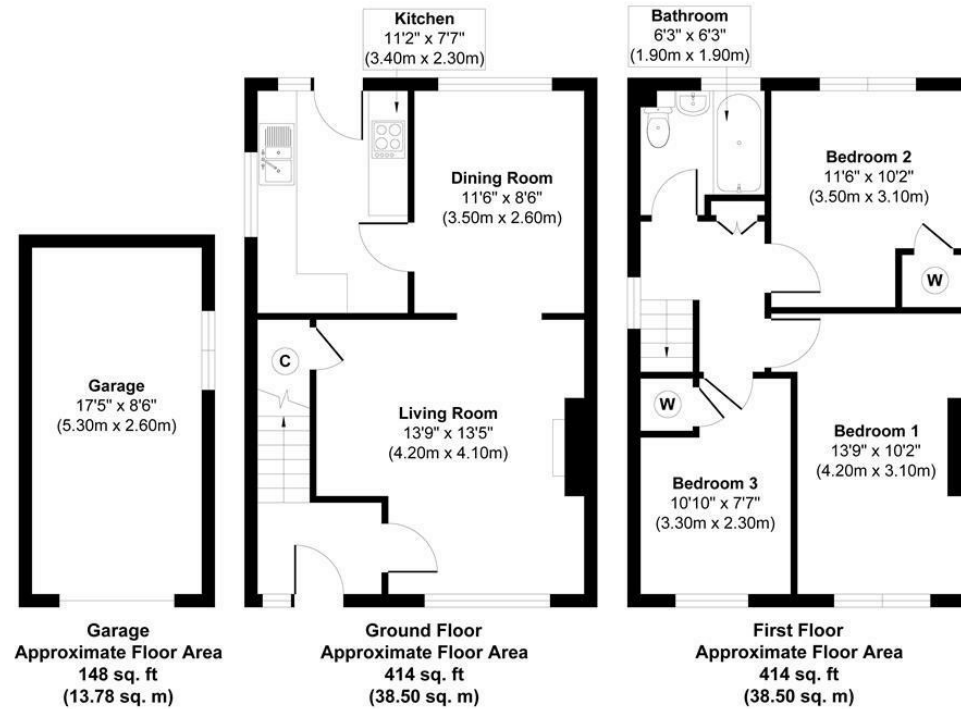 Kitchen
11'2" x 7'7"
(3.40m x 2.30m)
Bathroom
6'3" x 6'3"
(1.90m x 1.90m)
Dining Room
11'6" x 8'6"
(3.50m x 2.60m)
Bedroom 2
11'6" x 10'2"
(3.50m x 3.10m)
W
C
Garage
17'5" x 8'6"
(5.30m x 2.60m)
Living Room
13'9" x 13'5"
(4.20m x 4.10m)
W
Bedroom 1
13'9" x 10'2"
(4.20m x 3.10m)
Bedroom 3
10'10" x 7'7"
(3.30m x 2.30m)
Garage
Approximate Floor Area
148 sq. ft
(13.78 sq. m)
Ground Floor
Approximate Floor Area
414 sq. ft
(38.50 sq. m)
First Floor
Approximate Floor Area
414 sq. ft
(38.50 sq. m)